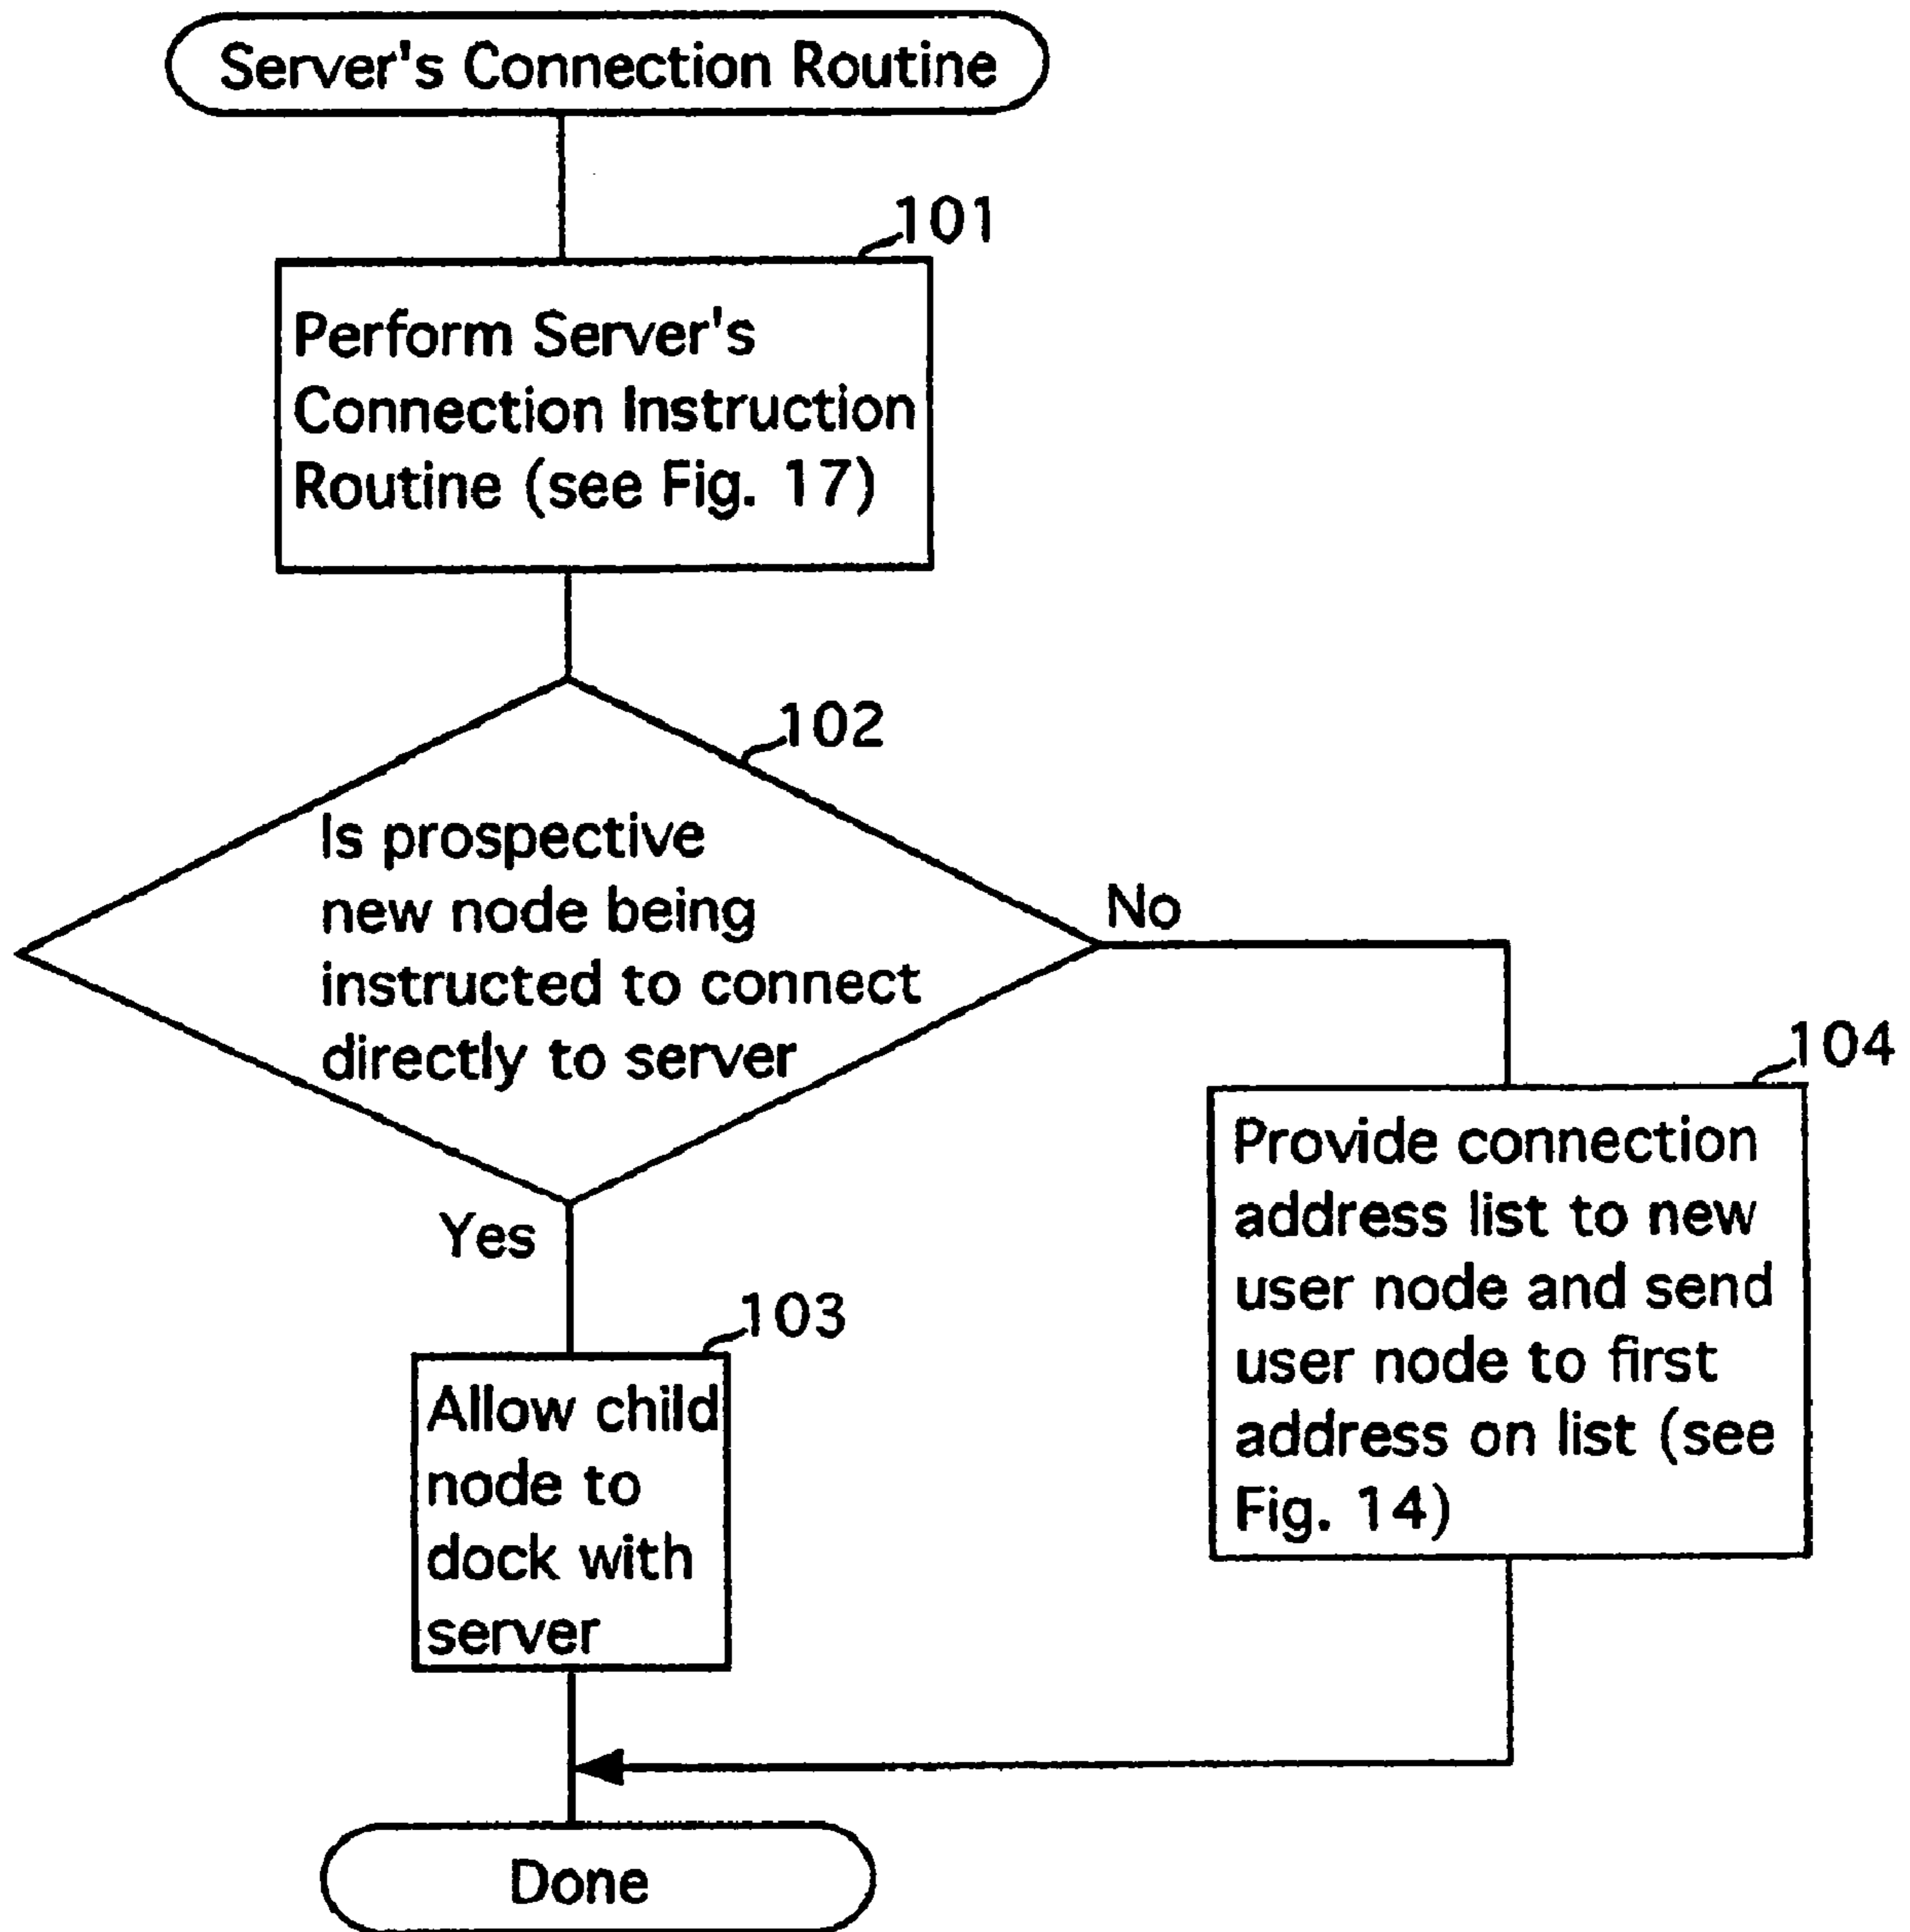 Server's Connection Routine
101
Perform Server's
Connection Instruction
Routine (see Fig. 17)
102
Is prospective
new node being
instructed to connect
directly to server
No
Yes
104
Provide connection
address list to new
user node and send
user node to first
address on list (see
Fig. 14)
103
Allow child
node to
dock with
server
Done